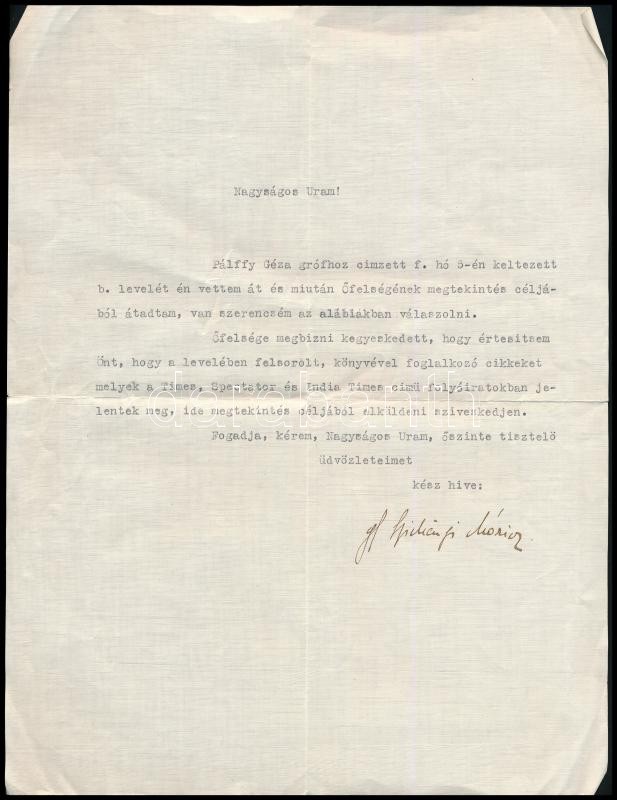 Nagyságos Uram!
Pálffy Géza grófhoz cimzett f. hó 5-én keltezett
b. levelét én vettem át és miután Őfelségének megtekintés céljá-
ból átadtam, van szerencsém az alábiakban válaszolni.
Őfelsége megbizni kegyeskedett, hogy értesitsem
Önt, hogy a levelében felsorolt, könyvével foglalkozó cikkeket
melyek a Times, Spectator és India Times cimü folyóiratokban je-
lentek meg, ide megtekintés céljából elküldeni sziveskedjen.
Fogadja, kérem, Nagyságos Uram, őszinte tisztelö
üdvözleteimet
kész hive:
Móricz
darabanth